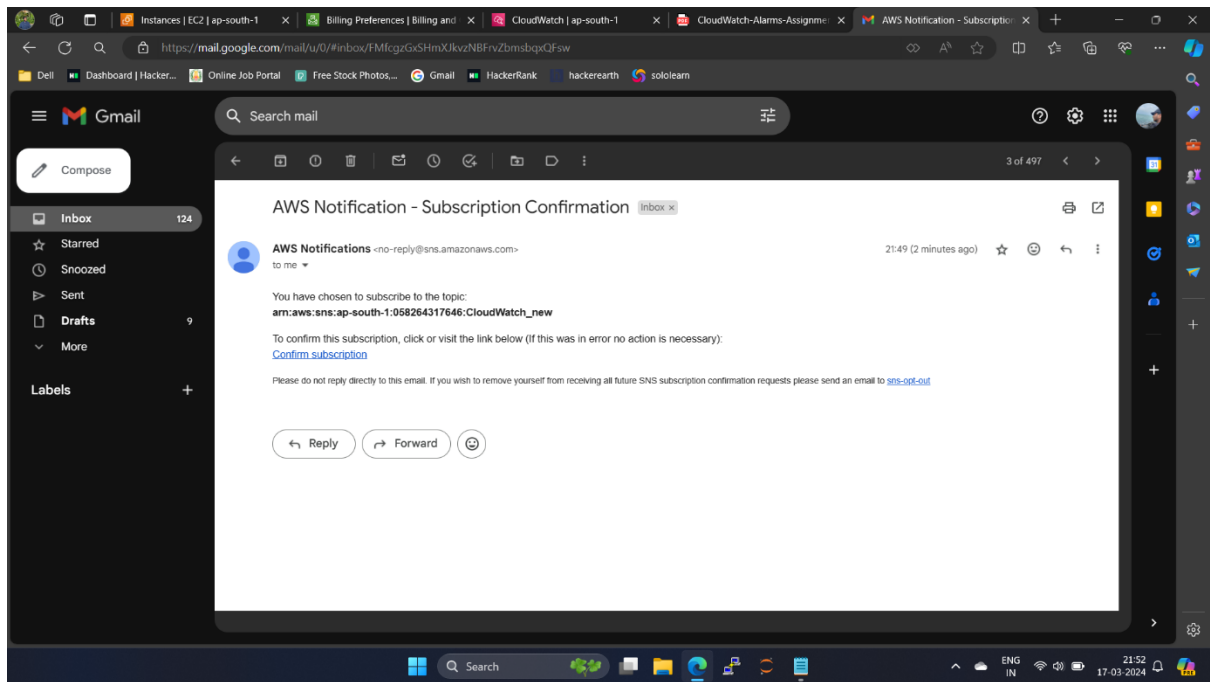 Instances | EC2 | ap-south-1
Billing Preferences | Billing and
CloudWatch | ap-south-1
CloudWatch-Alarms-Assignmer
AWS Notification - Subscription
https://mail.google.com/mail/u/0/#inbox/FMfcgzGxSHmXJkvzNBFrvZbmsbqxQFsw
Dell
Dashboard | Hacker...
Online Job Portal
Free Stock Photos,...
Gmail
HackerRank
hackerearth
sololearn
Gmail
Search mail
Compose
3 of 497
Inbox 124
Starred
Snoozed
Sent
Drafts 9
More
Labels
AWS Notification - Subscription Confirmation Inbox x
AWS Notifications <no-reply@sns.amazonaws.com> 21:49 (2 minutes ago)
to me
You have chosen to subscribe to the topic:
arn:aws:sns:ap-south-1:058264317646:CloudWatch_new
To confirm this subscription, click or visit the link below (If this was in error no action is necessary):
Confirm subscription
Please do not reply directly to this email. If you wish to remove yourself from receiving all future SNS subscription confirmation requests please send an email to sns-opt-out
Reply
Forward
Search
ENG
IN
21:52
17-03-2024